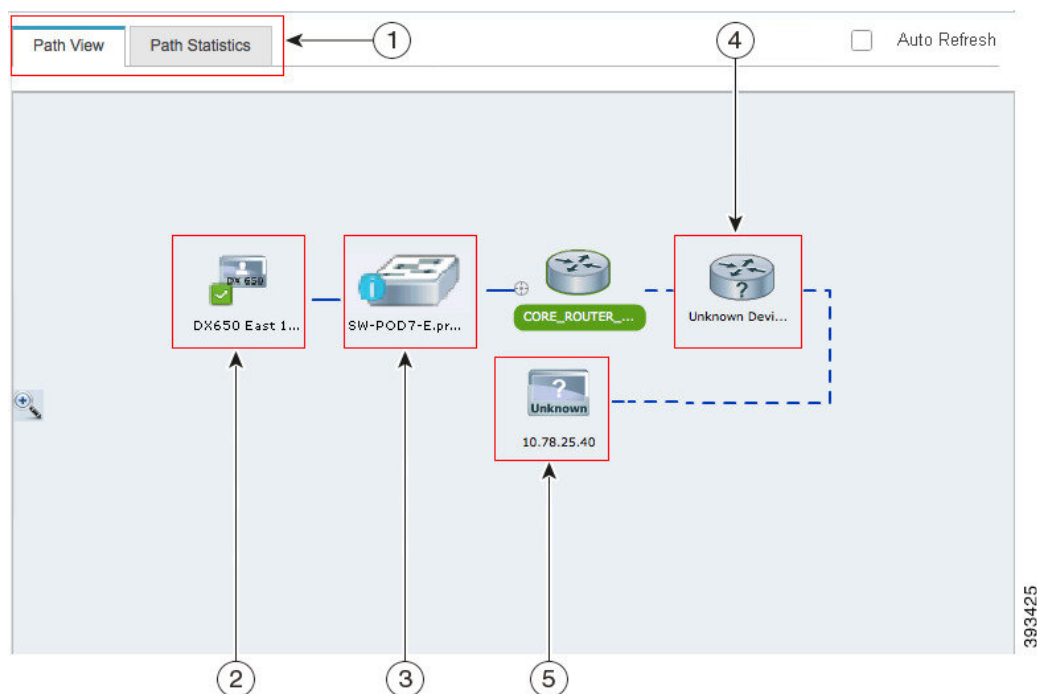 Path View
Path Statistics
1
4
Auto Refresh
DX 650
i
?
DX650 East 1...
SW-POD7-E.pr...
CORE_ROUTER_...
Unknown Devi...
?
Unknown
10.78.25.40
2
3
5
393425